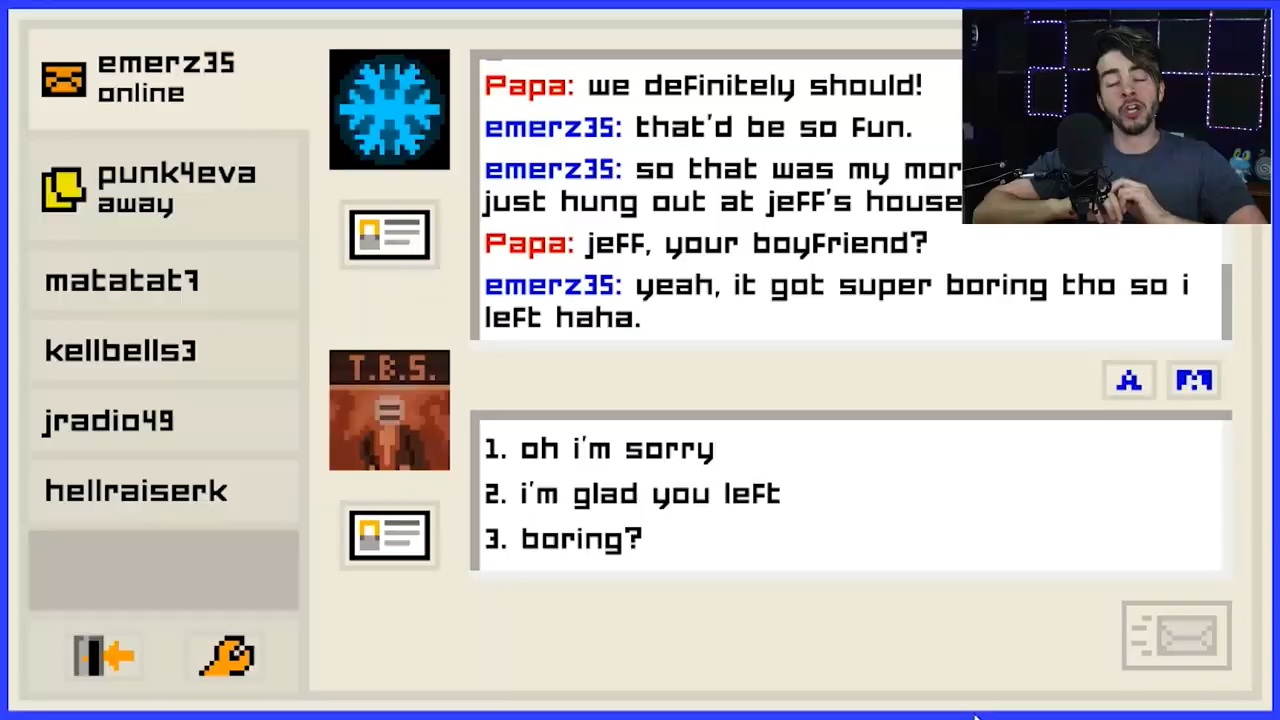 emerz35
online
punk4eva
away
matatat7
kellbells3
jradio49
hellraiserk
Papa: we definitely should!
emerz35: that'd be so fun.
emerz35: so that was my mor
just hung out at jeff's house
Papa: jeff, your boyfriend?
emerz35: yeah, it got super boring tho so i
left haha.
T.B.S.
A
1. oh i'm sorry
2. i'm glad you left
3. boring?